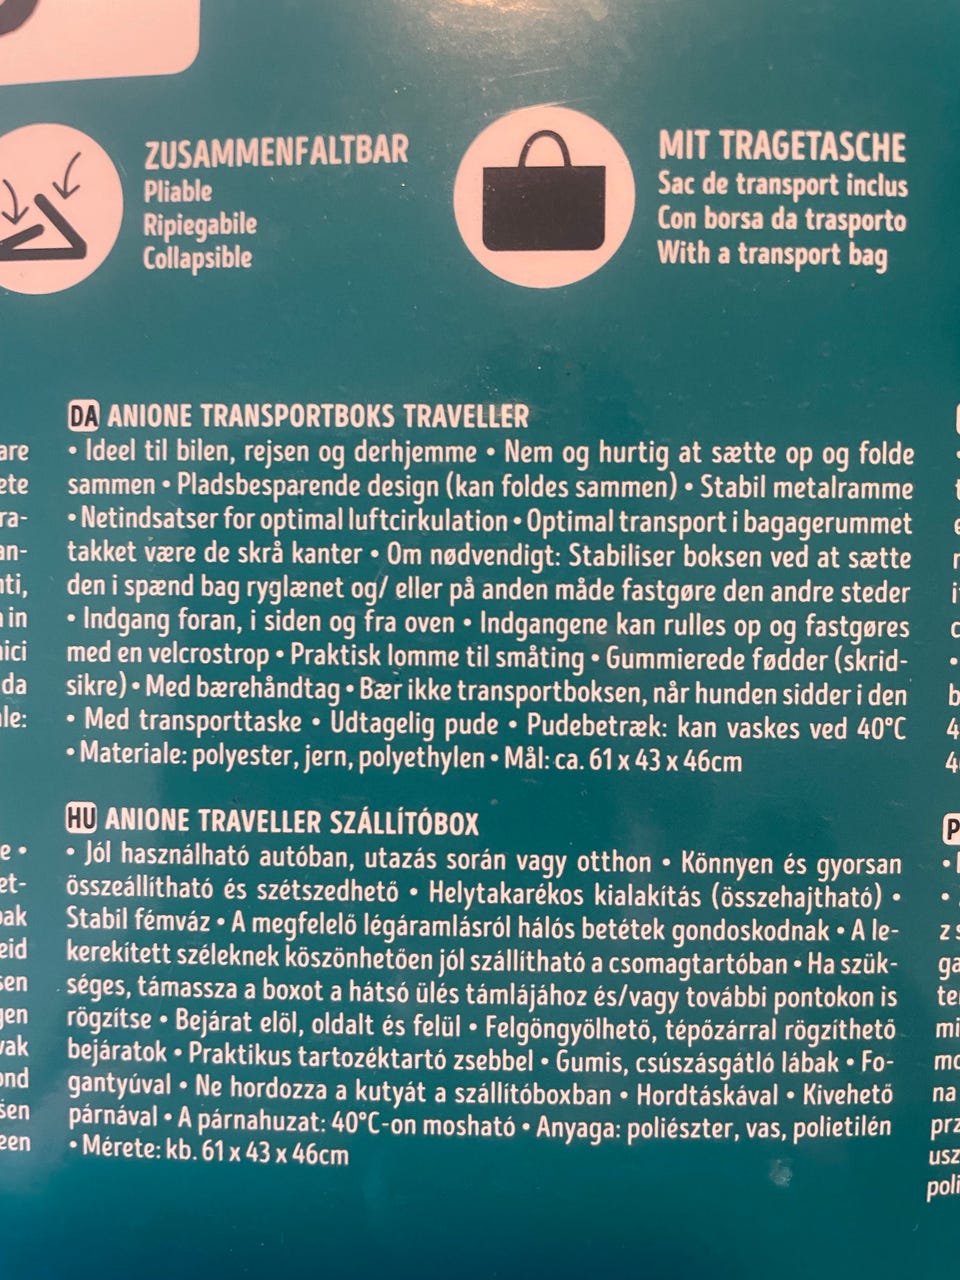 ZUSAMMENFALTBAR
Pliable
Ripiegabile
Collapsible
MIT TRAGETASCHE
Sac de transport inclus
Con borsa da trasporto
With a transport bag
DA ANIONE TRANSPORTBOKS TRAVELLER
• Ideel til bilen, rejsen og derhjemme • Nem og hurtig at sætte op og folde
sammen • Pladsbesparende design (kan foldes sammen) • Stabil metalramme
• Netindsatser for optimal luftcirkulation • Optimal transport i bagagerummet
takket være de skrå kanter • Om nødvendigt: Stabiliser boksen ved at sætte
den i spænd bag ryglænet og/ eller på anden måde fastgøre den andre steder
• Indgang foran, i siden og fra oven • Indgangene kan rulles op og fastgøres
med en velcrostrop • Praktisk lomme til småting • Gummierede fødder (skrid-
sikre) • Med bærehåndtag • Bær ikke transportboksen, når hunden sidder i den
• Med transporttaske • Udtagelig pude • Pudebetræk: kan vaskes ved 40°C
• Materiale: polyester, jern, polyethylen • Mål: ca. 61 x 43 x 46cm
HU ANIONE TRAVELLER SZÁLLÍTÓBOX
• Jól használható autóban, utazás során vagy otthon • Könnyen és gyorsan
összeállítható és szétszedhető • Helytakarékos kialakítás (összehajtható) •
Stabil fémváz • A megfelelő légáramlásról hálós betétek gondoskodnak • A le-
kerekített széleknek köszönhetően jól szállítható a csomagtartóban • Ha szük-
séges, támassza a boxot a hátsó ülés támlájához és/vagy további pontokon is
rögzítse • Bejárat elöl, oldalt és felül • Felgöngyölhető, tépőzárral rögzíthető
bejáratok • Praktikus tartozéktartó zsebbel • Gumis, csúszásgátló lábak • Fo-
gantyúval • Ne hordozza a kutyát a szállítóboxban • Hordtáskával • Kivehető
párnával • A párnahuzat: 40°C-on mosható • Anyaga: poliészter, vas, polietilén
• Mérete: kb. 61 x 43 x 46cm